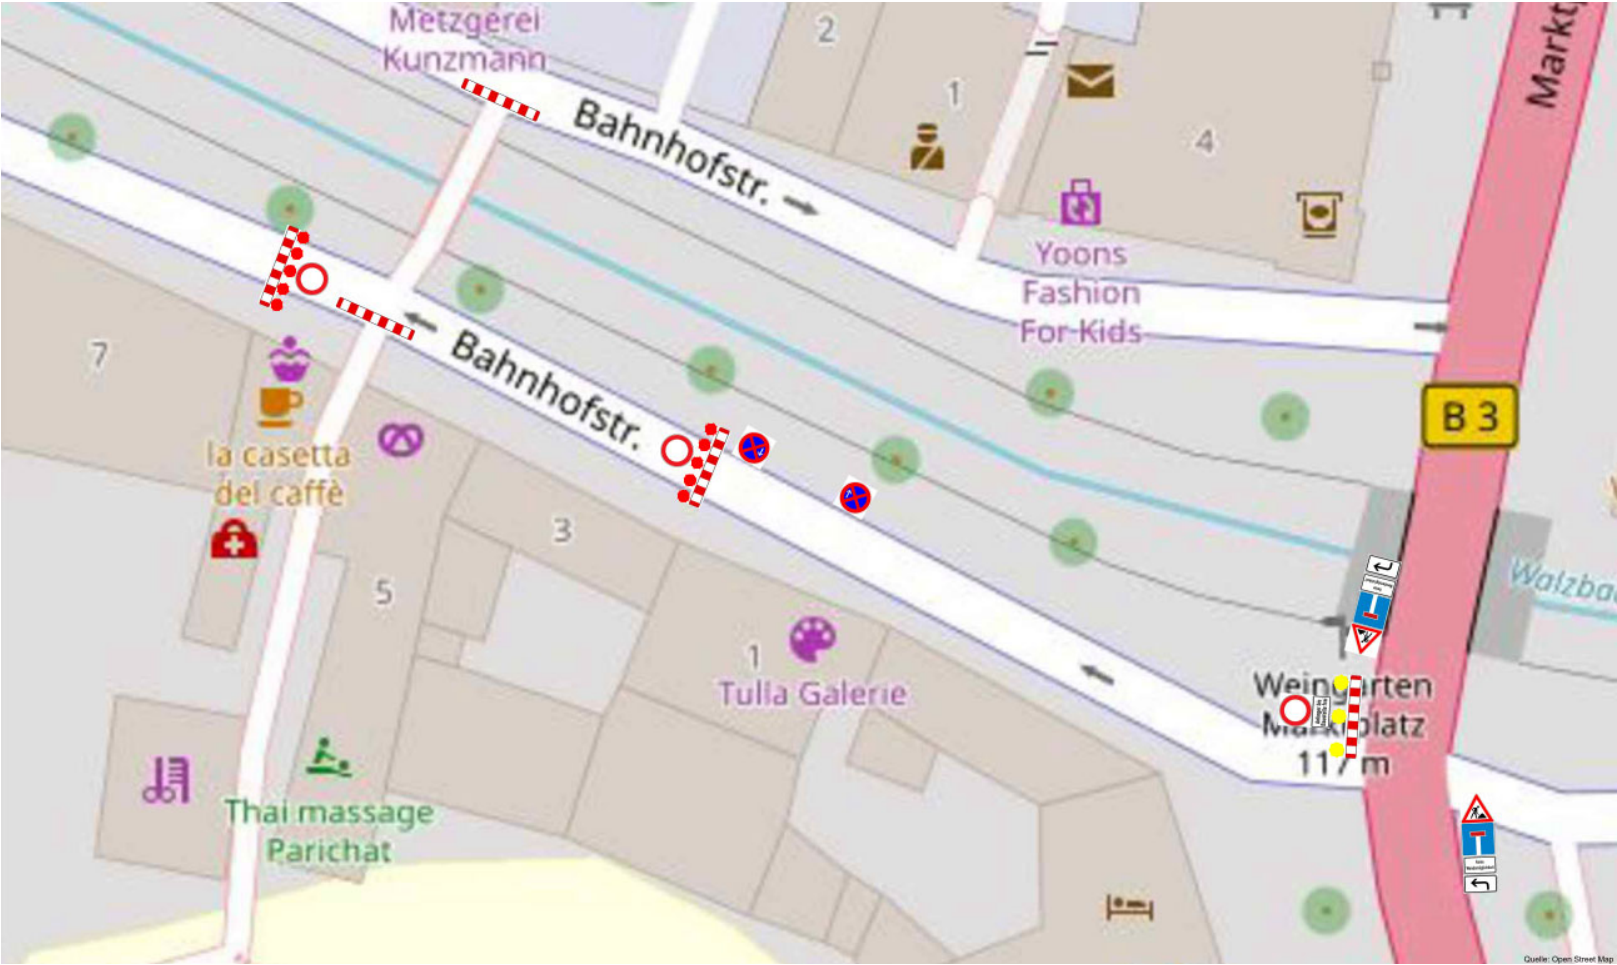 Metzgerei
Kunzmann
2
1
4
Bahnhofstr.
Markt
Yoons
Fashion
For Kids
B 3
7
Bahnhofstr.
la casetta
del caffè
3
5
1
Tulla Galerie
Walzba
Weingarten
Marktplatz
117 m
Thai massage
Parichat
Quelle: Open Street Map